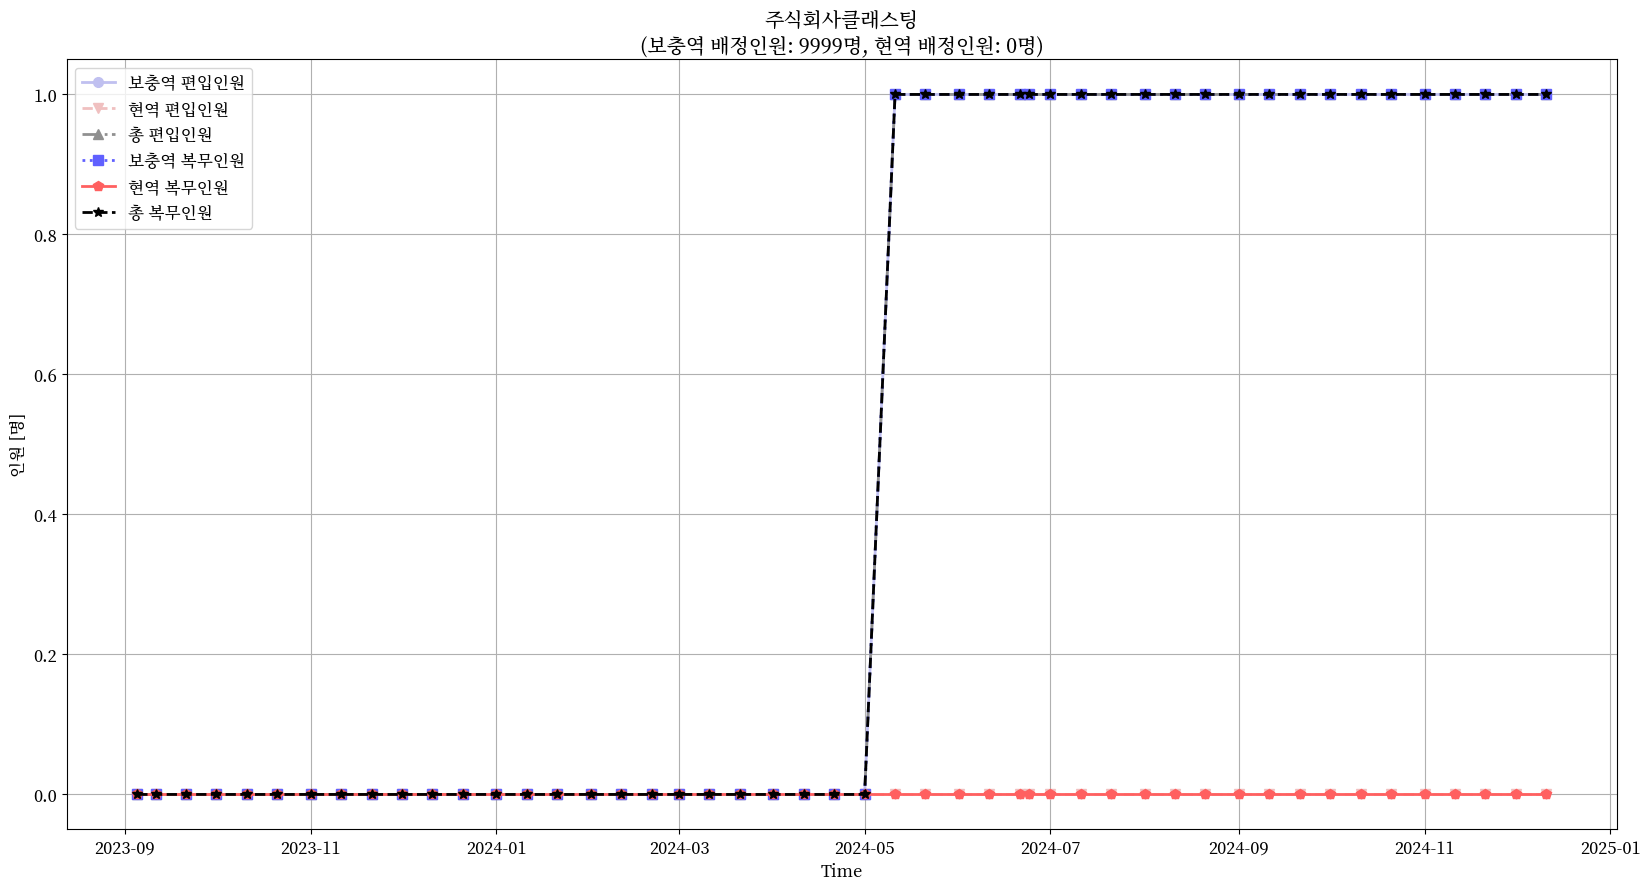 주식회사클래스팅
(보충역 배정인원: 9999명, 현역 배정인원: 0명)
보충역 편입인원
현역 편입인원
총 편입인원
보충역 복무인원
현역 복무인원
총 복무인원
1.0
0.8
0.6
0.4
0.2
0.0
인원 [명]
2023-09
2023-11
2024-01
2024-03
2024-05
2024-07
2024-09
2024-11
2025-01
Time